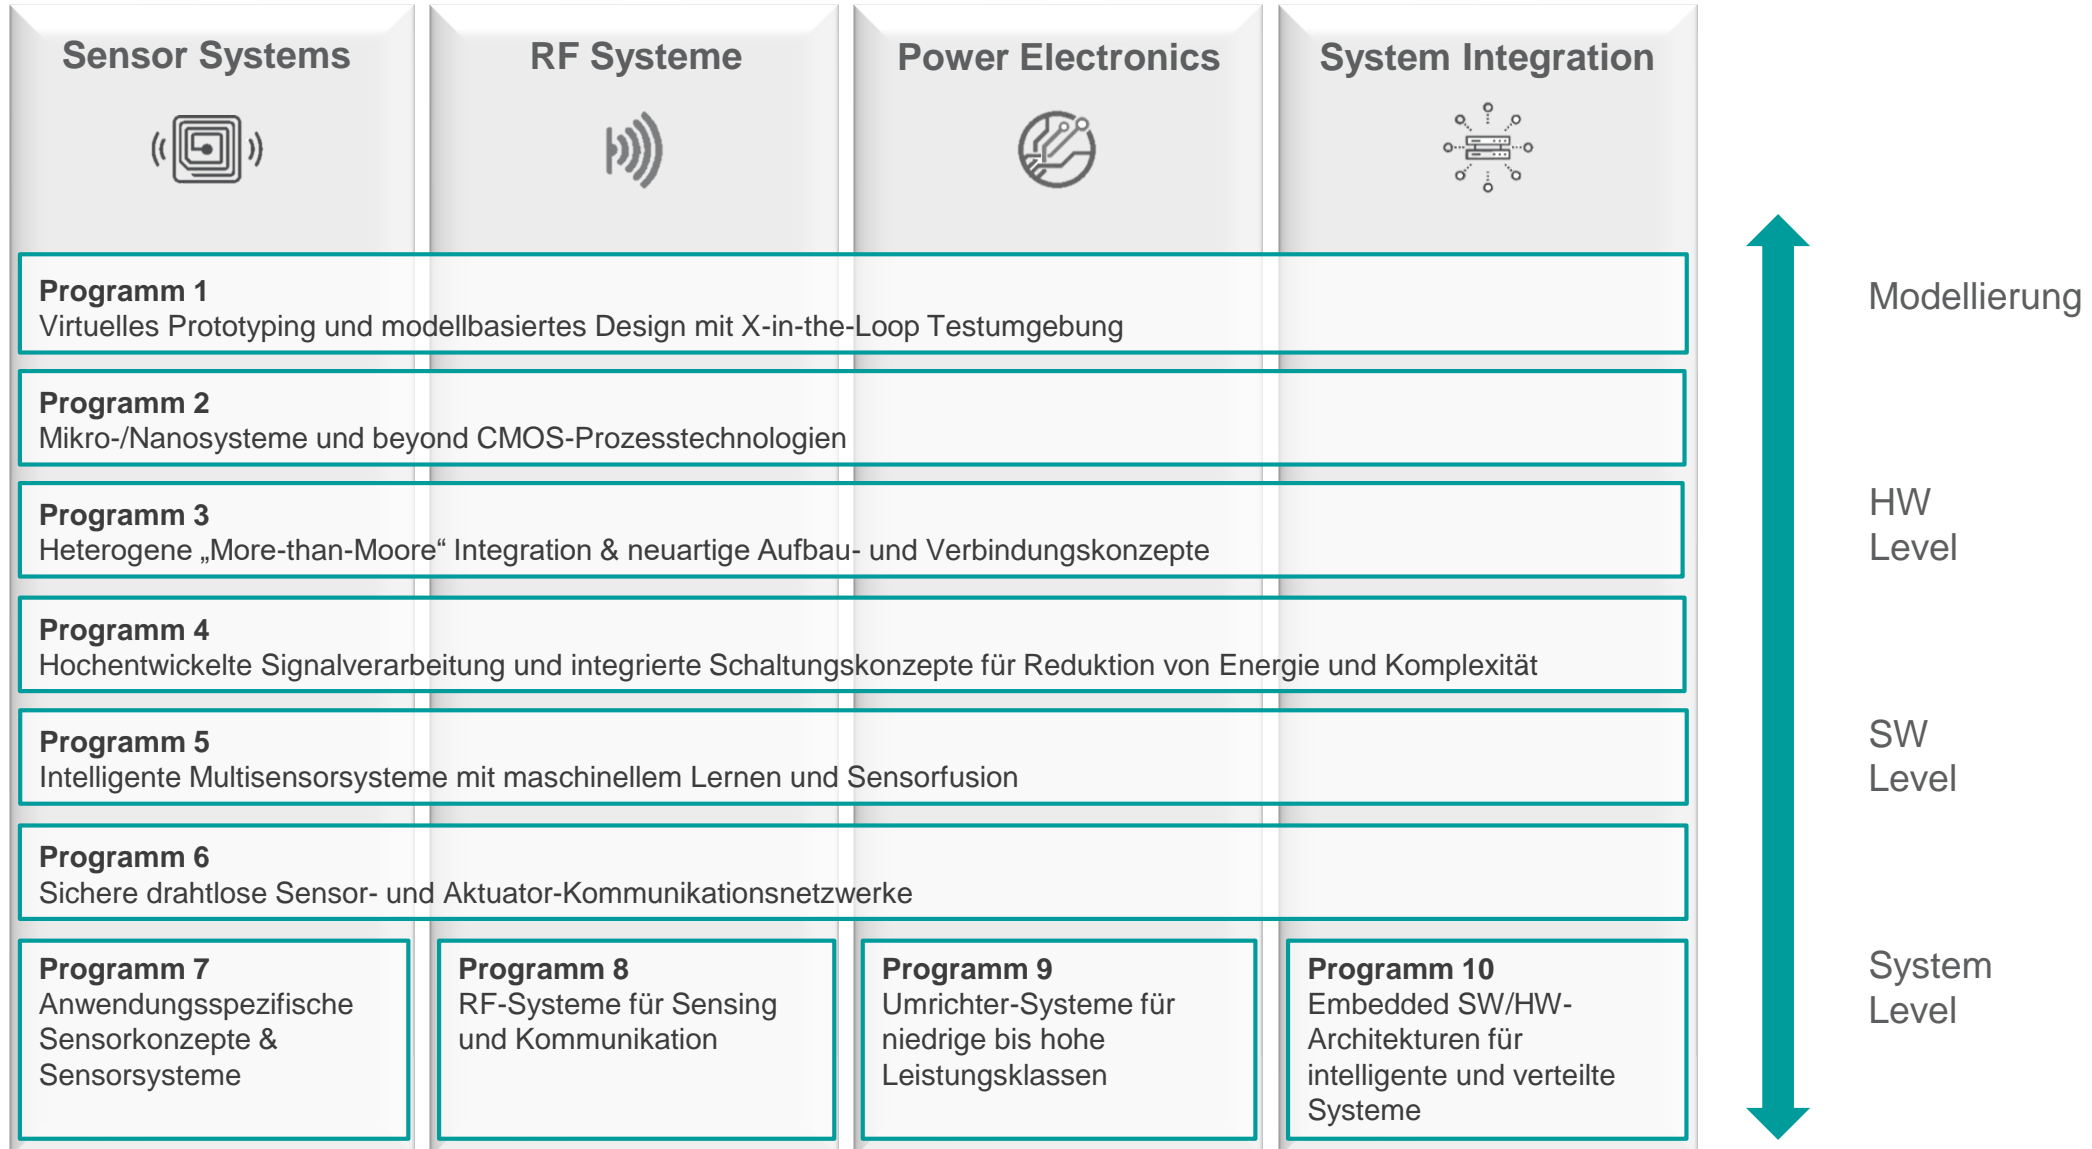 Sensor Systems
RF Systeme
Power Electronics
System Integration
Programm 1
Virtuelles Prototyping und modellbasiertes Design mit X-in-the-Loop Testumgebung
Modellierung
Programm 2
Mikro-/Nanosysteme und beyond CMOS-Prozesstechnologien
Programm 3
Heterogene „More-than-Moore“ Integration & neuartige Aufbau- und Verbindungskonzepte
HW
Level
Programm 4
Hochentwickelte Signalverarbeitung und integrierte Schaltungskonzepte für Reduktion von Energie und Komplexität
Programm 5
Intelligente Multisensorsysteme mit maschinellem Lernen und Sensorfusion
SW
Level
Programm 6
Sichere drahtlose Sensor- und Aktuator-Kommunikationsnetzwerke
Programm 7
Anwendungsspezifische
Sensorkonzepte &
Sensorsysteme
Programm 8
RF-Systeme für Sensing
und Kommunikation
Programm 9
Umrichter-Systeme für
niedrige bis hohe
Leistungsklassen
Programm 10
Embedded SW/HW-
Architekturen für
intelligente und verteilte
Systeme
System
Level